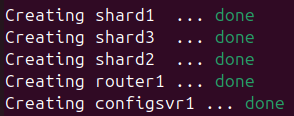 Creating shard1  ... done
Creating shard3  ... done
Creating shard2  ... done
Creating router1 ... done
Creating configsvr1 ... done